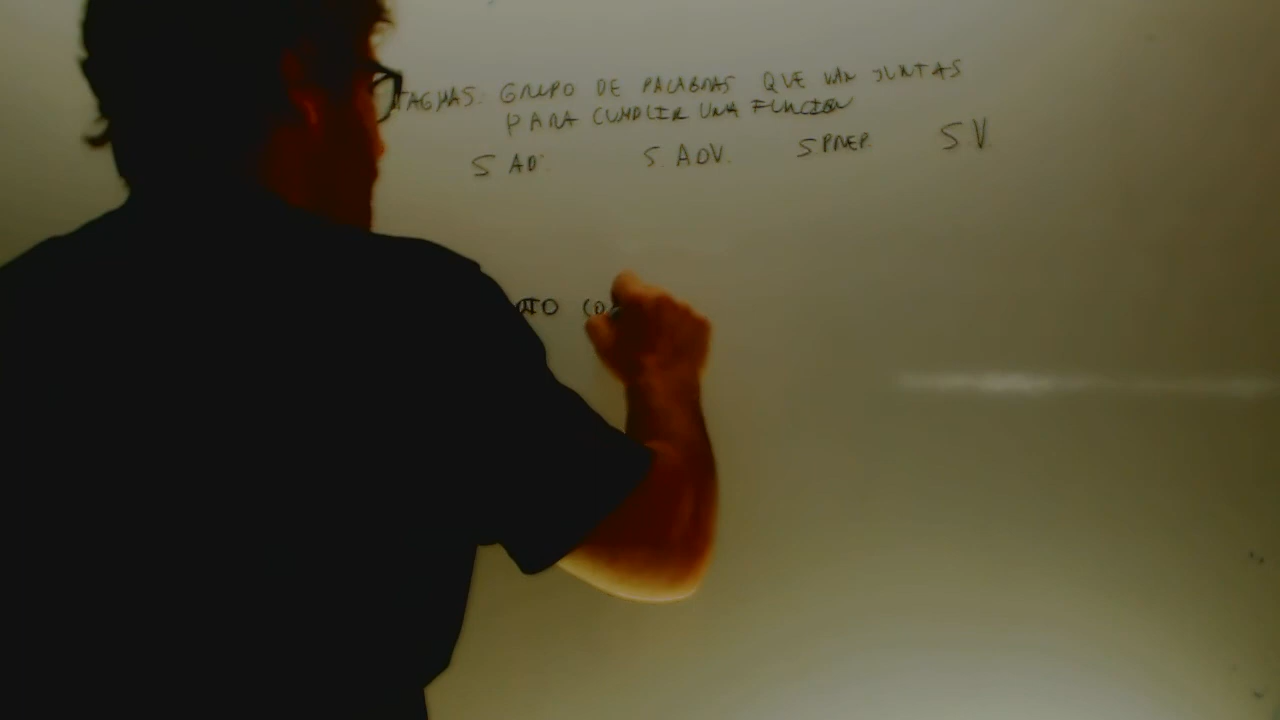 TAGMAS: GRUPO DE PALABRAS QUE VAN JUNTAS
PARA CUMPLIR UNA FUNCION
S AD. S. ADV. S PREP. S V.